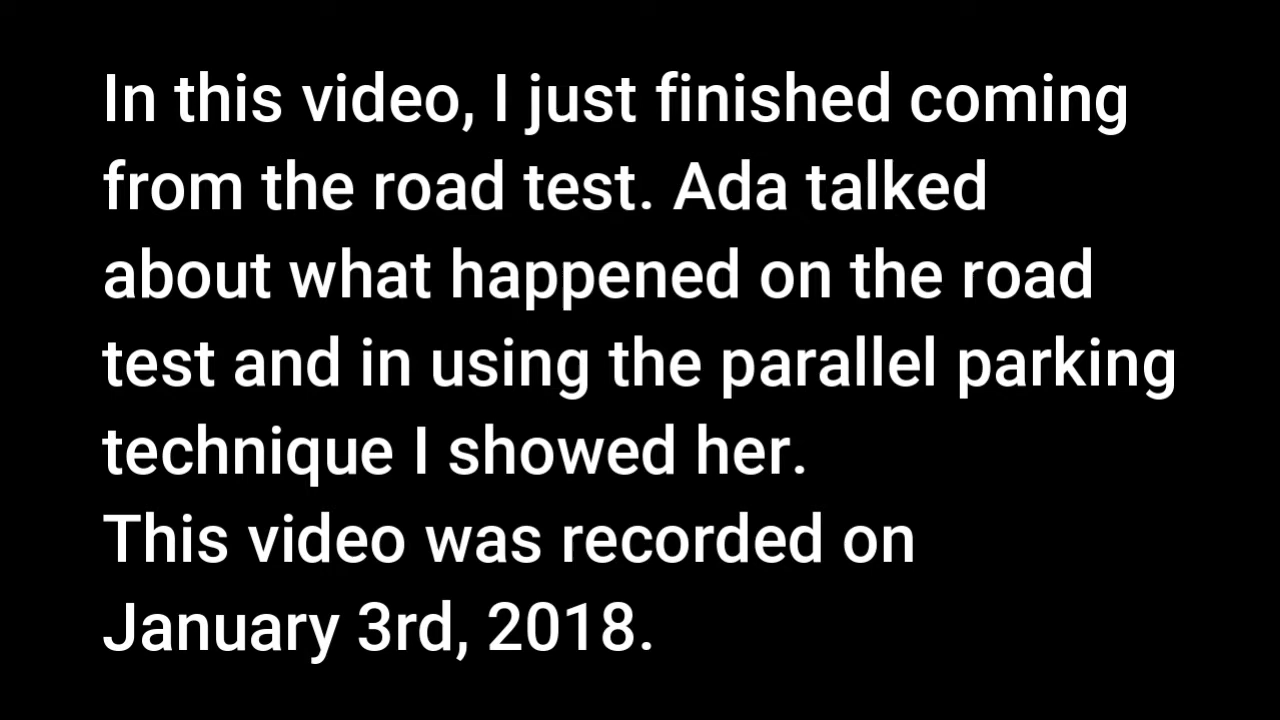 In this video, I just finished coming
from the road test. Ada talked
about what happened on the road
test and in using the parallel parking
technique I showed her.
This video was recorded on
January 3rd, 2018.